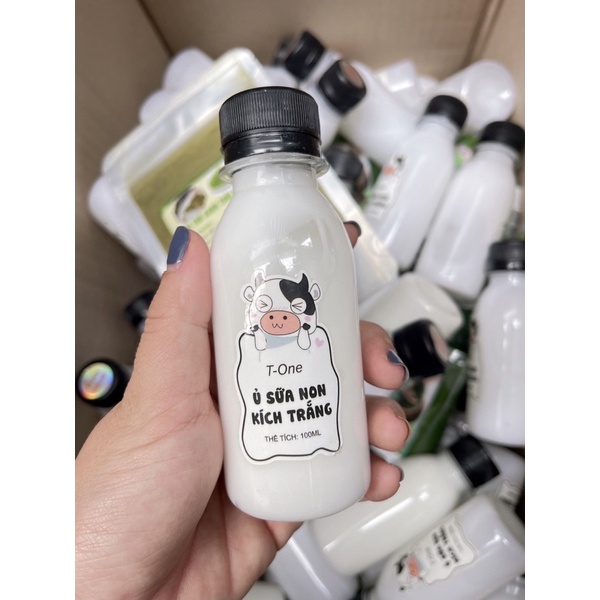 T-One
Ủ SỮA NON
KÍCH TRẮNG
THỂ TÍCH: 100ML